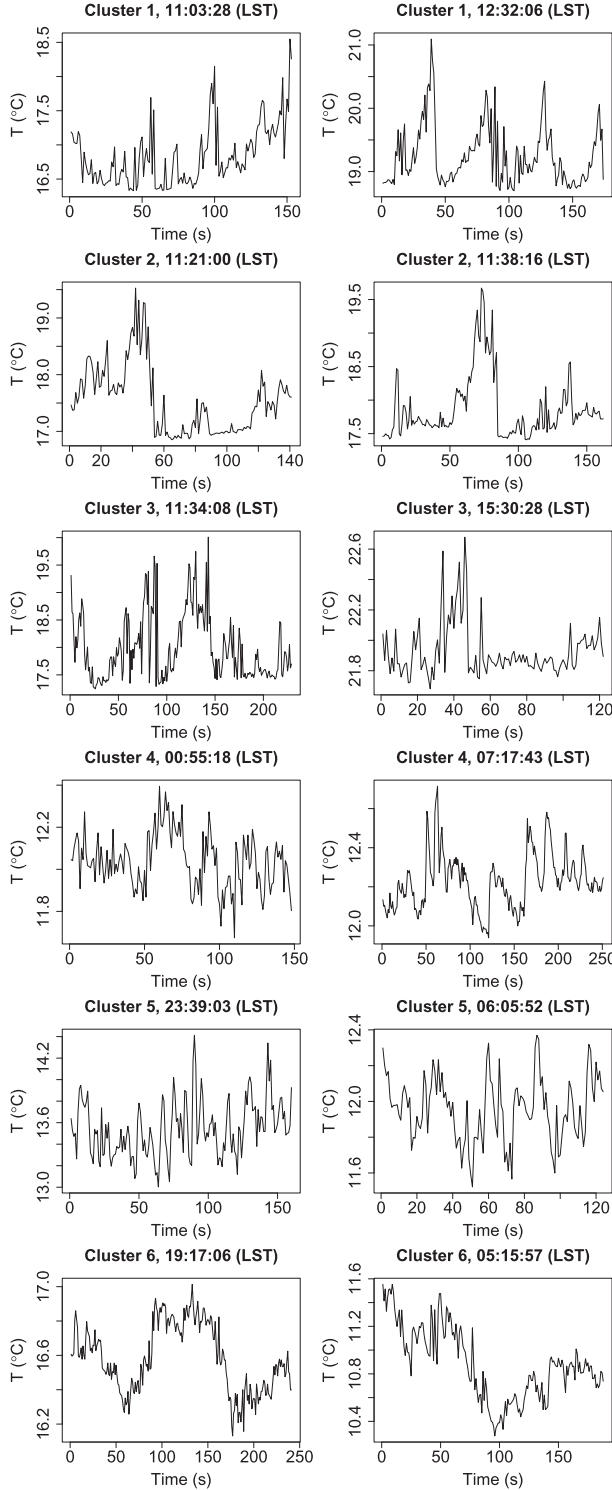 Cluster 1, 11:03:28 (LST)
T (°C)
16.5 17.5 18.5
0 50 100 150
Time (s)
Cluster 1, 12:32:06 (LST)
T (°C)
19.0 20.0 21.0
0 50 100 150
Time (s)
Cluster 2, 11:21:00 (LST)
T (°C)
17.0 18.0 19.0
0 20 60 100 140
Time (s)
Cluster 2, 11:38:16 (LST)
T (°C)
17.5 18.5 19.5
0 50 100 150
Time (s)
Cluster 3, 11:34:08 (LST)
T (°C)
17.5 18.5 19.5
0 50 100 150 200
Time (s)
Cluster 3, 15:30:28 (LST)
T (°C)
21.8 22.2 22.6
0 20 40 60 80 120
Time (s)
Cluster 4, 00:55:18 (LST)
T (°C)
11.8 12.2
0 50 100 150
Time (s)
Cluster 4, 07:17:43 (LST)
T (°C)
12.0 12.4
0 50 100 150 200 250
Time (s)
Cluster 5, 23:39:03 (LST)
T (°C)
13.0 13.6 14.2
0 50 100 150
Time (s)
Cluster 5, 06:05:52 (LST)
T (°C)
11.6 12.0 12.4
0 20 40 60 80 120
Time (s)
Cluster 6, 19:17:06 (LST)
T (°C)
16.2 16.6 17.0
0 50 100 150 200 250
Time (s)
Cluster 6, 05:15:57 (LST)
T (°C)
10.4 10.8 11.2 11.6
0 50 100 150
Time (s)